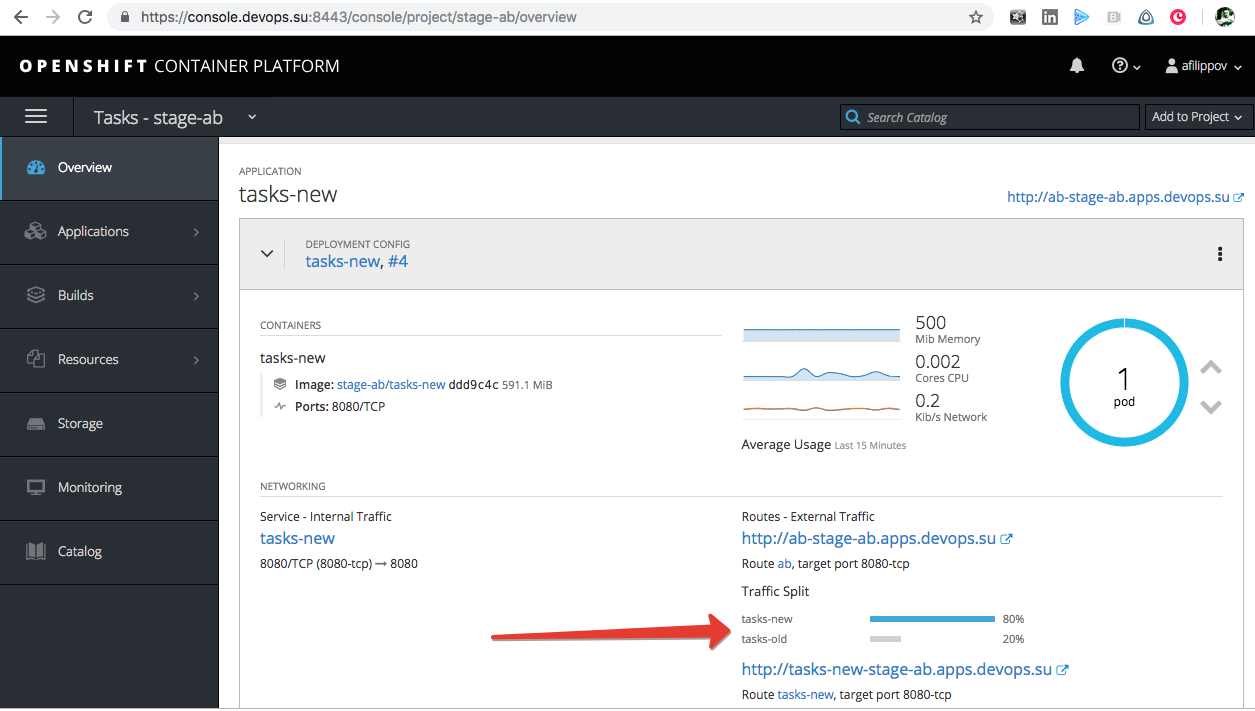 https://console.devops.su:8443/console/project/stage-ab/overview
OPENSHIFT CONTAINER PLATFORM
afilippov
Tasks - stage-ab
Search Catalog
Add to Project
Overview
Applications
Builds
Resources
Storage
Monitoring
Catalog
APPLICATION
tasks-new
http://ab-stage-ab.apps.devops.su
DEPLOYMENT CONFIG
tasks-new, #4
CONTAINERS
tasks-new
Image: stage-ab/tasks-new ddd9c4c 591.1 MiB
Ports: 8080/TCP
500
Mib Memory
0.002
Cores CPU
0.2
Kib/s Network
Average Usage Last 15 Minutes
1
pod
NETWORKING
Service - Internal Traffic
tasks-new
8080/TCP (8080-tcp) → 8080
Routes - External Traffic
http://ab-stage-ab.apps.devops.su
Route ab, target port 8080-tcp
Traffic Split
tasks-new 80%
tasks-old 20%
http://tasks-new-stage-ab.apps.devops.su
Route tasks-new, target port 8080-tcp